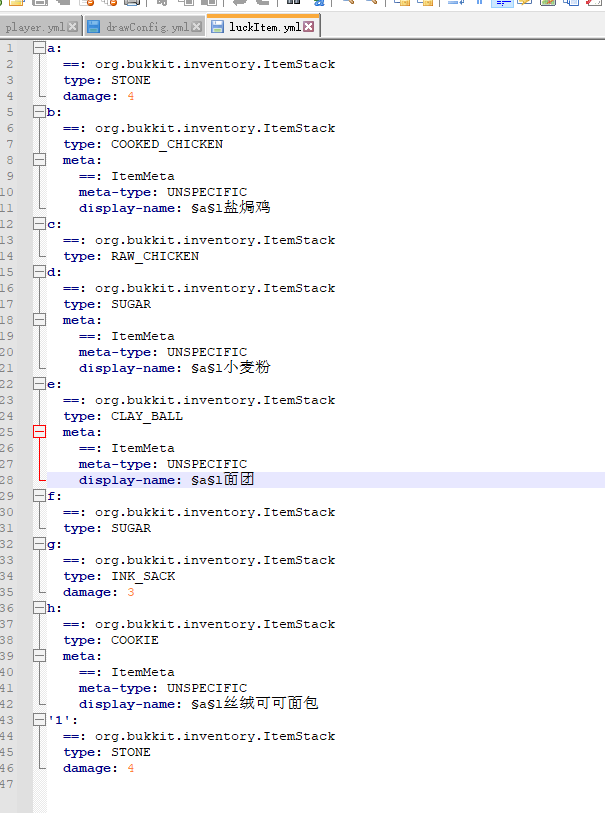 player.yml
drawConfig.yml
luckItem.yml
1 a:
2 ==: org.bukkit.inventory.ItemStack
3 type: STONE
4 damage: 4
5 b:
6 ==: org.bukkit.inventory.ItemStack
7 type: COOKED_CHICKEN
8 meta:
9 ==: ItemMeta
10 meta-type: UNSPECIFIC
11 display-name: §a§l盐焗鸡
12 c:
13 ==: org.bukkit.inventory.ItemStack
14 type: RAW_CHICKEN
15 d:
16 ==: org.bukkit.inventory.ItemStack
17 type: SUGAR
18 meta:
19 ==: ItemMeta
20 meta-type: UNSPECIFIC
21 display-name: §a§l小麦粉
22 e:
23 ==: org.bukkit.inventory.ItemStack
24 type: CLAY_BALL
25 meta:
26 ==: ItemMeta
27 meta-type: UNSPECIFIC
28 display-name: §a§l面团
29 f:
30 ==: org.bukkit.inventory.ItemStack
31 type: SUGAR
32 g:
33 ==: org.bukkit.inventory.ItemStack
34 type: INK_SACK
35 damage: 3
36 h:
37 ==: org.bukkit.inventory.ItemStack
38 type: COOKIE
39 meta:
40 ==: ItemMeta
41 meta-type: UNSPECIFIC
42 display-name: §a§l丝绒可可面包
43 '1':
44 ==: org.bukkit.inventory.ItemStack
45 type: STONE
46 damage: 4
47